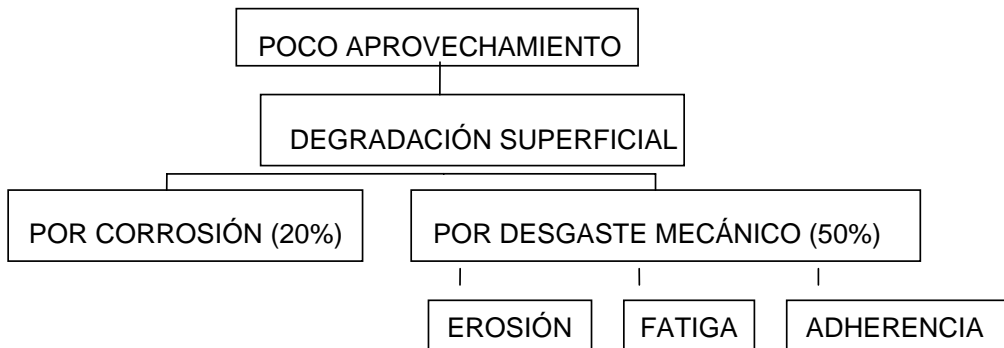 POCO APROVECHAMIENTO
DEGRADACIÓN SUPERFICIAL
POR CORROSIÓN (20%)
POR DESGASTE MECÁNICO (50%)
EROSIÓN
FATIGA
ADHERENCIA